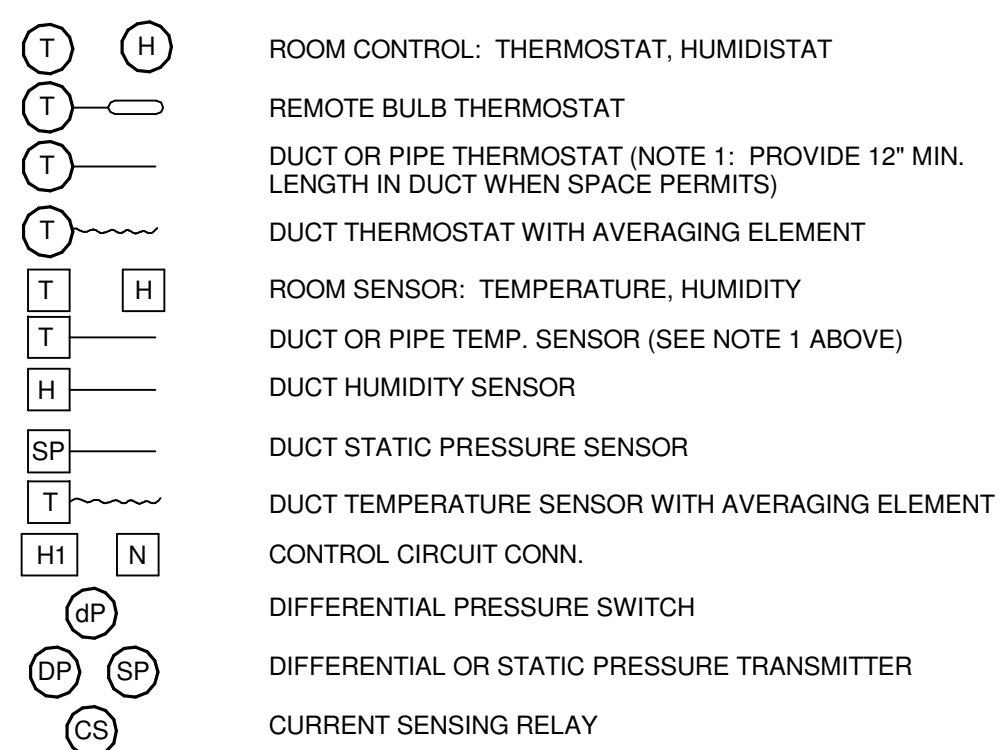 T H ROOM CONTROL: THERMOSTAT, HUMIDISTAT
T REMOTE BULB THERMOSTAT
T DUCT OR PIPE THERMOSTAT (NOTE 1: PROVIDE 12" MIN.
LENGTH IN DUCT WHEN SPACE PERMITS)
T DUCT THERMOSTAT WITH AVERAGING ELEMENT
T H ROOM SENSOR: TEMPERATURE, HUMIDITY
T DUCT OR PIPE TEMP. SENSOR (SEE NOTE 1 ABOVE)
H DUCT HUMIDITY SENSOR
SP DUCT STATIC PRESSURE SENSOR
T DUCT TEMPERATURE SENSOR WITH AVERAGING ELEMENT
H1 N CONTROL CIRCUIT CONN.
dP DIFFERENTIAL PRESSURE SWITCH
DP SP DIFFERENTIAL OR STATIC PRESSURE TRANSMITTER
CS CURRENT SENSING RELAY